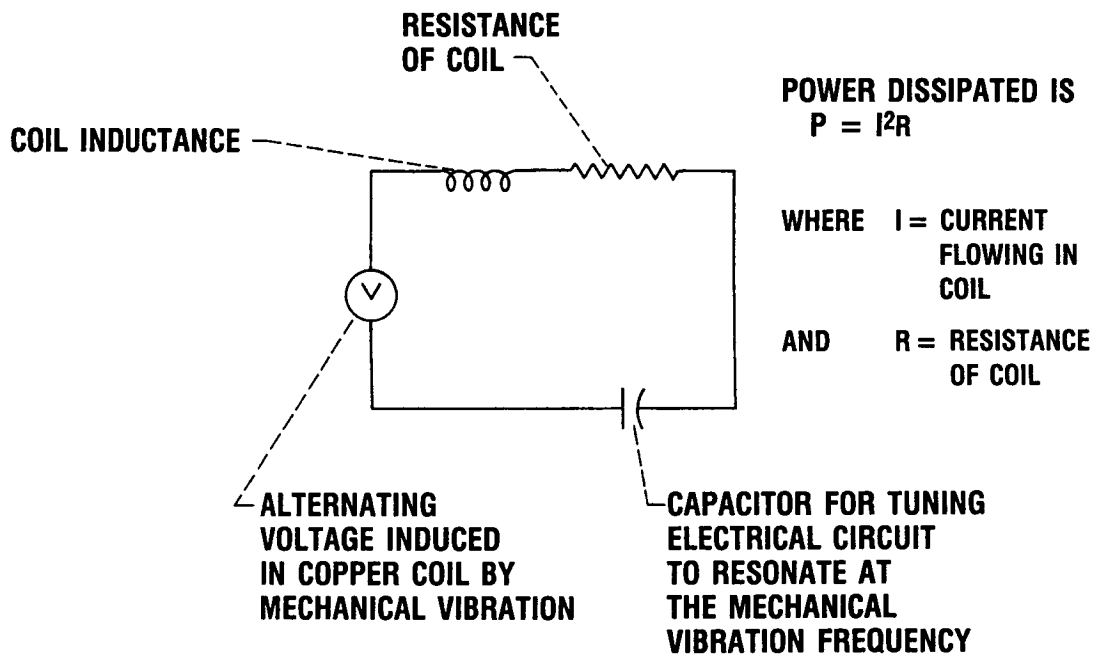 RESISTANCE
OF COIL
COIL INDUCTANCE
POWER DISSIPATED IS
P = I²R
WHERE I = CURRENT
FLOWING IN
COIL
AND R = RESISTANCE
OF COIL
V
ALTERNATING
VOLTAGE INDUCED
IN COPPER COIL BY
MECHANICAL VIBRATION
CAPACITOR FOR TUNING
ELECTRICAL CIRCUIT
TO RESONATE AT
THE MECHANICAL
VIBRATION FREQUENCY